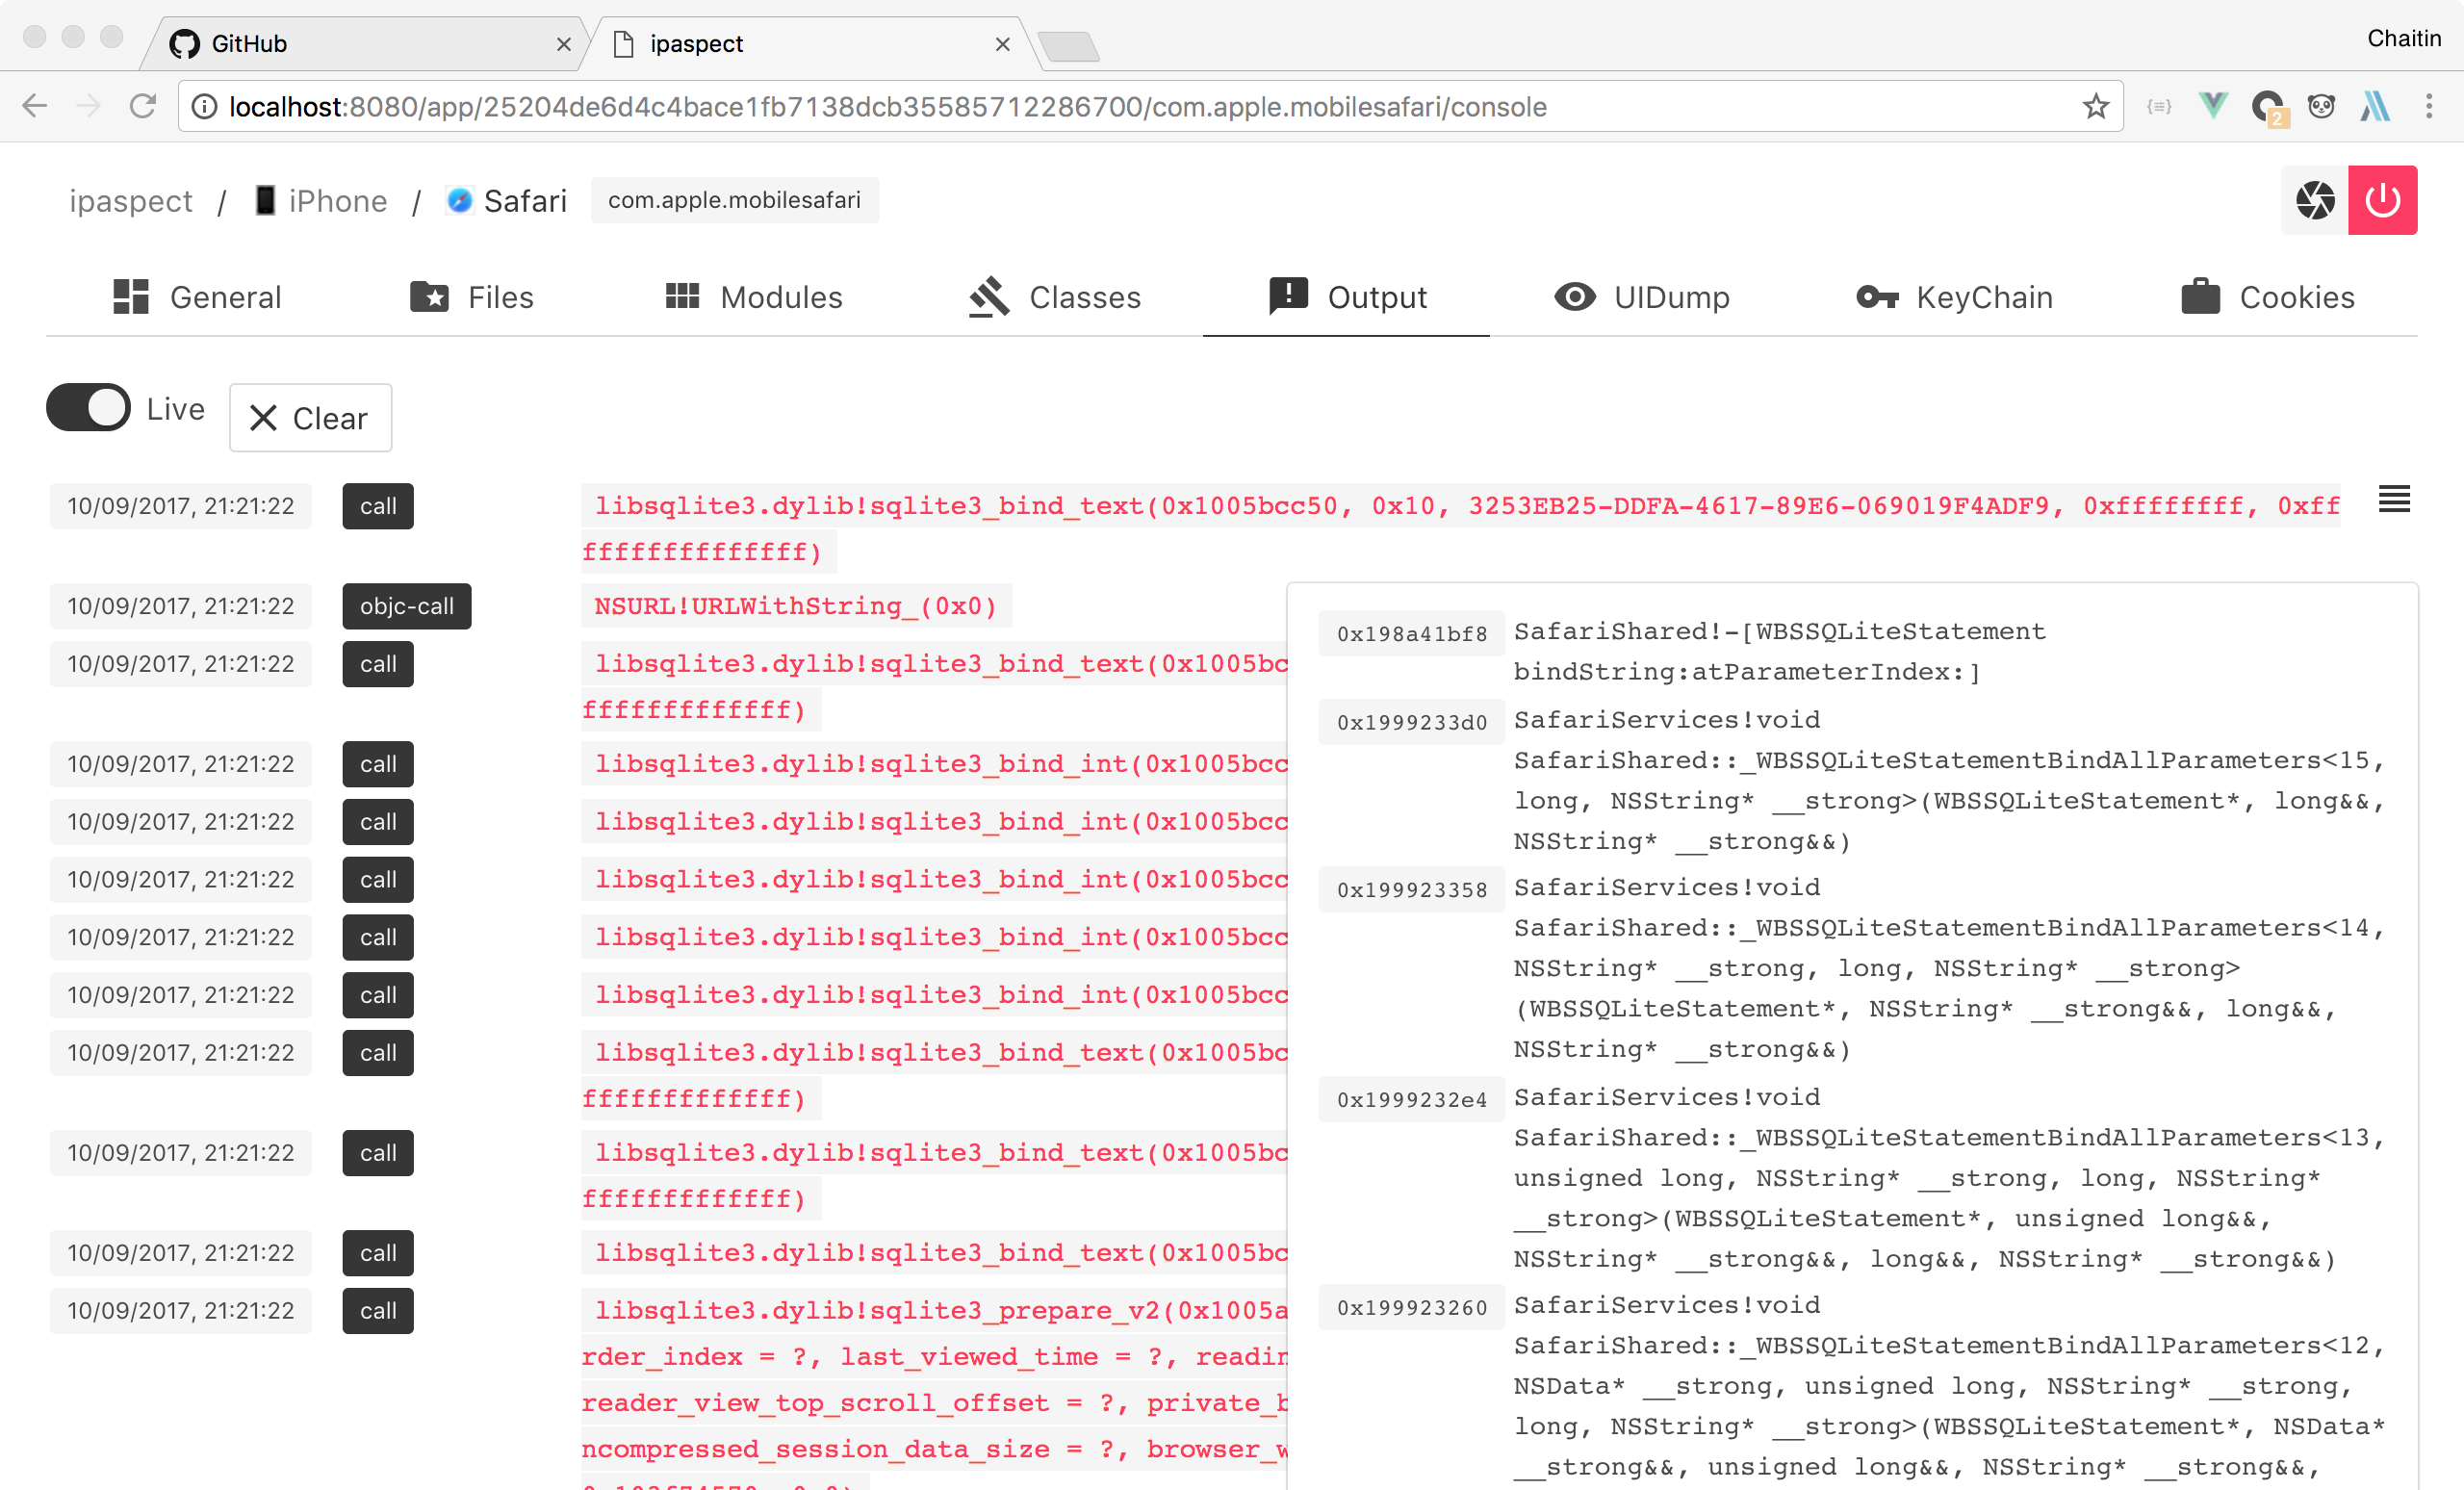 GitHub
ipaspect
Chaitin
localhost:8080/app/25204de6d4c4bace1fb7138dcb35585712286700/com.apple.mobilesafari/console
2
ipaspect / iPhone / Safari com.apple.mobilesafari
General Files Modules Classes Output UIDump KeyChain Cookies
Live Clear
10/09/2017, 21:21:22 call libsqlite3.dylib!sqlite3_bind_text(0x1005bcc50, 0x10, 3253EB25-DDFA-4617-89E6-069019F4ADF9, 0xffffffff, 0xff
ffffffffffffff)
10/09/2017, 21:21:22 objc-call NSURL!URLWithString_(0x0)
10/09/2017, 21:21:22 call libsqlite3.dylib!sqlite3_bind_text(0x1005bc
fffffffffffff)
10/09/2017, 21:21:22 call libsqlite3.dylib!sqlite3_bind_int(0x1005bcc
10/09/2017, 21:21:22 call libsqlite3.dylib!sqlite3_bind_int(0x1005bcc
10/09/2017, 21:21:22 call libsqlite3.dylib!sqlite3_bind_int(0x1005bcc
10/09/2017, 21:21:22 call libsqlite3.dylib!sqlite3_bind_int(0x1005bcc
10/09/2017, 21:21:22 call libsqlite3.dylib!sqlite3_bind_int(0x1005bcc
10/09/2017, 21:21:22 call libsqlite3.dylib!sqlite3_bind_text(0x1005bc
fffffffffffff)
10/09/2017, 21:21:22 call libsqlite3.dylib!sqlite3_bind_text(0x1005bc
fffffffffffff)
10/09/2017, 21:21:22 call libsqlite3.dylib!sqlite3_bind_text(0x1005bc
10/09/2017, 21:21:22 call libsqlite3.dylib!sqlite3_prepare_v2(0x1005a
rder_index = ?, last_viewed_time = ?, readin
reader_view_top_scroll_offset = ?, private_b
ncompressed_session_data_size = ?, browser_w
0x198a41bf8 SafariShared!-[WBSSQLiteStatement
bindString:atParameterIndex:]
0x1999233d0 SafariServices!void
SafariShared::_WBSSQLiteStatementBindAllParameters<15,
long, NSString* __strong>(WBSSQLiteStatement*, long&&,
NSString* __strong&&)
0x199923358 SafariServices!void
SafariShared::_WBSSQLiteStatementBindAllParameters<14,
NSString* __strong, long, NSString* __strong>
(WBSSQLiteStatement*, NSString* __strong&&, long&&,
NSString* __strong&&)
0x1999232e4 SafariServices!void
SafariShared::_WBSSQLiteStatementBindAllParameters<13,
unsigned long, NSString* __strong, long, NSString*
__strong>(WBSSQLiteStatement*, unsigned long&&,
NSString* __strong&&, long&&, NSString* __strong&&)
0x199923260 SafariServices!void
SafariShared::_WBSSQLiteStatementBindAllParameters<12,
NSData* __strong, unsigned long, NSString* __strong,
long, NSString* __strong>(WBSSQLiteStatement*, NSData*
__strong&&, unsigned long&&, NSString* __strong&&,